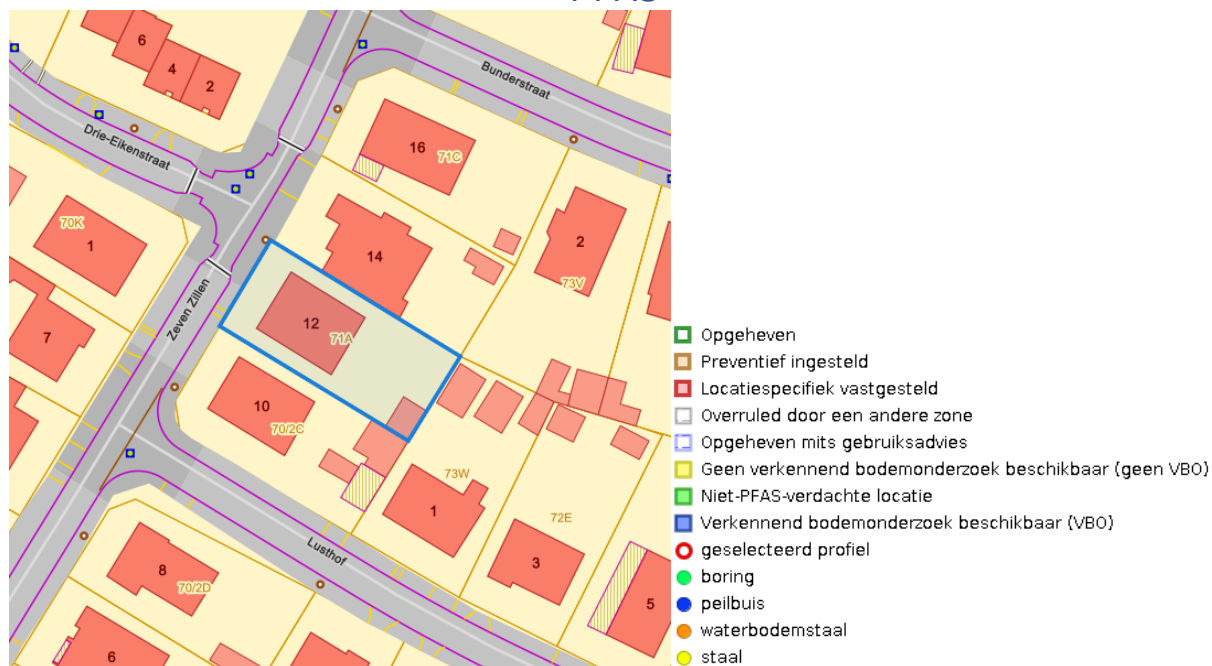 6
4
2
Bunderstraat
Drie-Eikenstraat
16
71C
70K
1
2
14
73V
Zeven Zillen
12
71A
7
10
70/2C
73W
1
72E
3
Lusthof
8
70/2D
5
6
Opgeheven
Preventief ingesteld
Locatiespecifiek vastgesteld
Overruled door een andere zone
Opgeheven mits gebruiksadvies
Geen verkennend bodemonderzoek beschikbaar (geen VBO)
Niet-PFAS-verdachte locatie
Verkennend bodemonderzoek beschikbaar (VBO)
geselecteerd profiel
boring
peilbuis
waterbodemstaal
staal